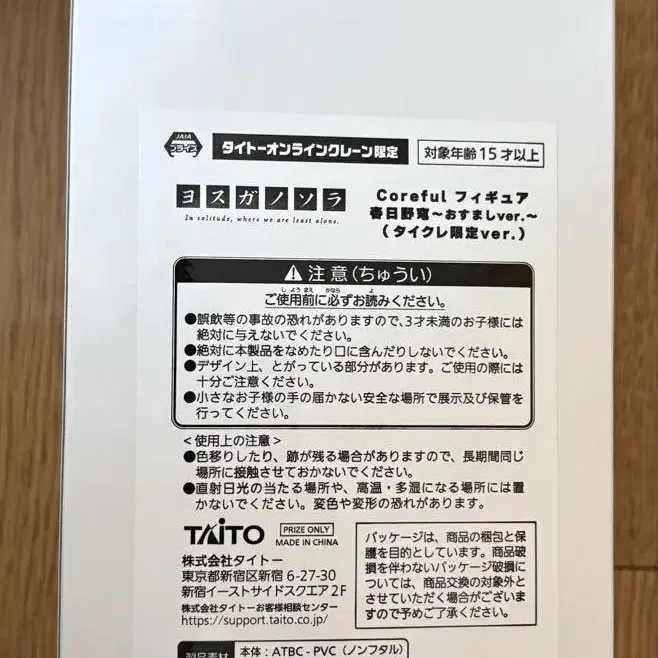 JAIA
プライズ
タイトーオンラインクレーン限定
対象年齢15才以上
ヨスガノソラ
In solitude, where we are least alone.
Coreful フィギュア
春日野穹～おすましver.～
(タイクレ限定ver.)
注意(ちゅうい)
ご使用前に必ずお読みください。
●誤飲等の事故の恐れがありますので、3才未満のお子様には
絶対に与えないでください。
●絶対に本製品をなめたり口に含んだりしないでください。
●デザイン上、とがっている部分があります。ご使用の際には
十分ご注意ください。
●小さなお子様の手の届かない安全な場所で展示及び保管を
行ってください。
<使用上の注意>
●色移りしたり、跡が残る場合がありますので、長期間同じ
場所に接触させておかないでください。
●直射日光の当たる場所や、高温・多湿になる場所には置
かないでください。変色や変形の恐れがあります。
TAITO
PRIZE ONLY
MADE IN CHINA
株式会社タイトー
東京都新宿区新宿 6-27-30
新宿イーストサイドスクエア 2F
株式会社タイトーお客様相談センター
https://support.taito.co.jp/
パッケージは、商品の梱包と保
護を目的としています。商品破
損を伴わないパッケージ破損に
ついては、商品交換の対象外と
させていただく場合がございま
すので予めご了承ください。
製品素材
本体：ATBC-PVC（ノンフタル）